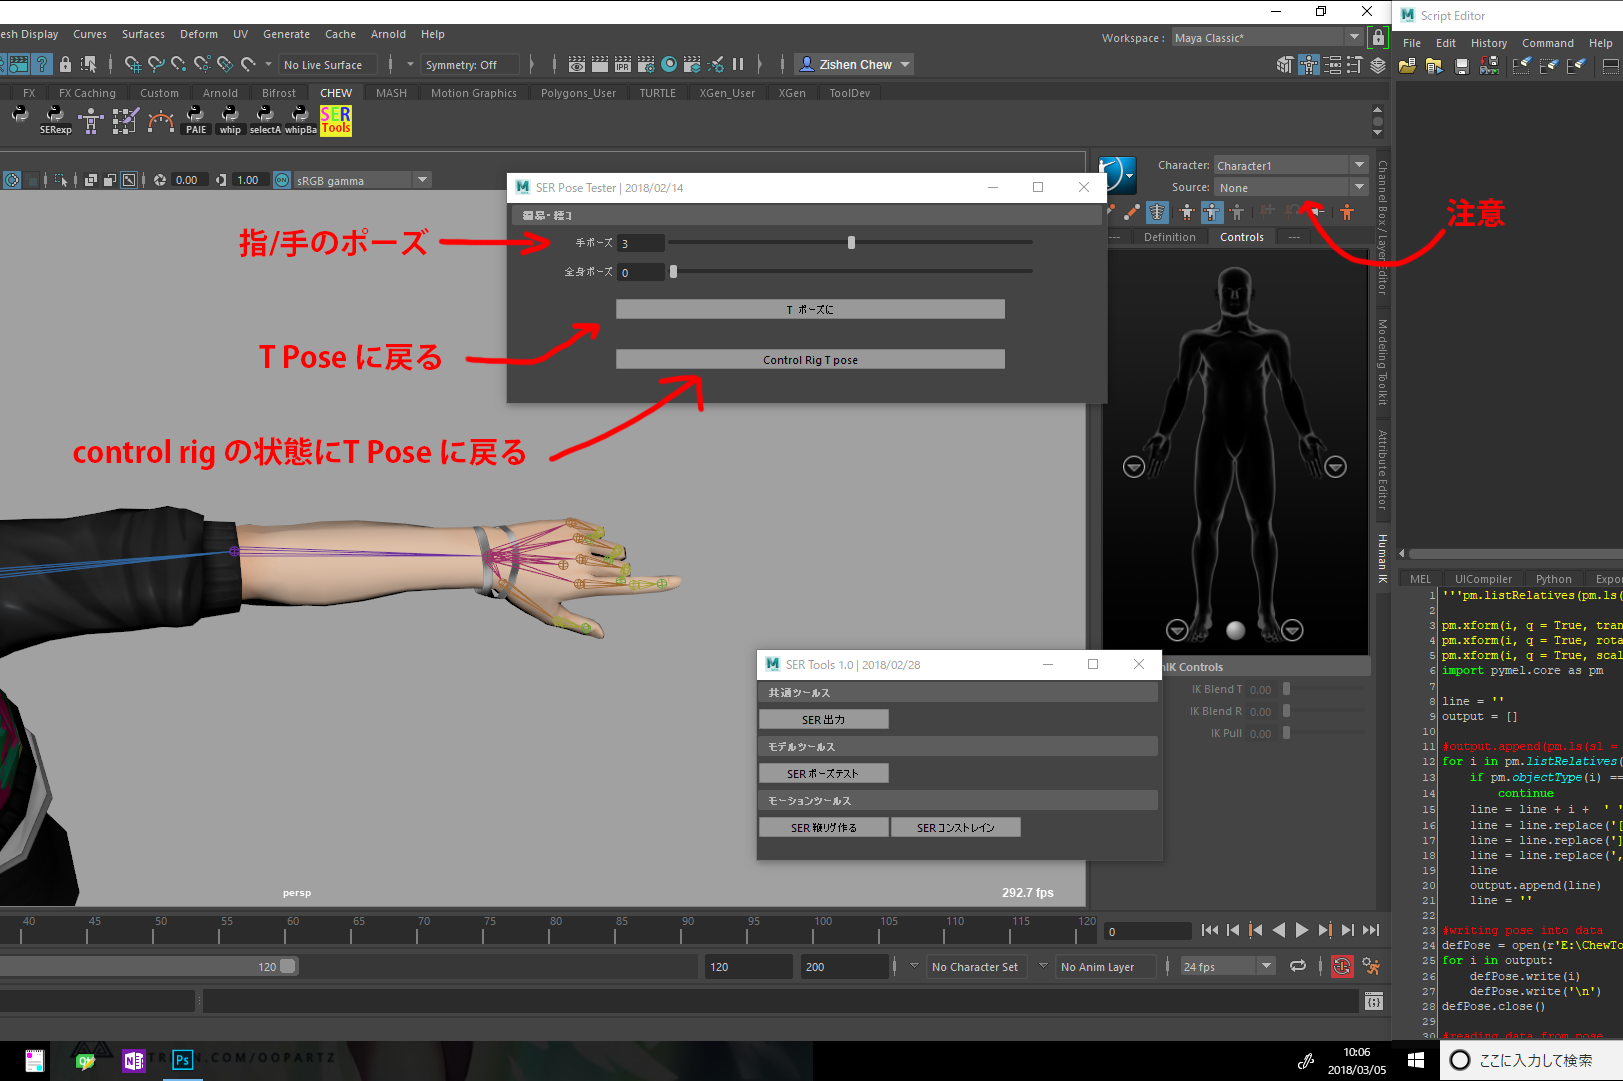 Script Editor
esh Display Curves Surfaces Deform UV Generate Cache Arnold Help
Workspace : Maya Classic*
File Edit History Command Help
No Live Surface
Symmetry: Off
Zishen Chew
FX FX Caching Custom Arnold Bifrost CHEW MASH Motion Graphics Polygons_User TURTLE XGen_User XGen ToolDev
SERexp PAIE whip selectA whipBa SER Tools
0.00 1.00 ON sRGB gamma
SER Pose Tester | 2018/02/14
手ポーズ 3
全身ポーズ 0
T ポーズに
Control Rig T pose
指/手のポーズ
T Pose に戻る
control rig の状態にT Pose に戻る
注意
Character: Character1
Source: None
--- Definition Controls ---
Channel Box / Layer Editor
Modeling Toolkit
Attribute Editor
Human IK
SER Tools 1.0 | 2018/02/28
共通ツールス
SER 出力
モデルツールス
SER ポーズテスト
モーションツールス
SER 鞭リグ作る SER コンストレイン
IK Controls
IK Blend T 0.00
IK Blend R 0.00
IK Pull 0.00
persp
292.7 fps
40 45 50 55 60 65 70 75 80 85 90 95 100 105 110 115 120
0
120 120 200 No Character Set No Anim Layer 24 fps
MEL UICompiler Python Expor
1 '''pm.listRelatives(pm.ls(
2
3 pm.xform(i, q = True, tran
4 pm.xform(i, q = True, rota
5 pm.xform(i, q = True, scal
6 import pymel.core as pm
7
8 line = ''
9 output = []
10
11 #output.append(pm.ls(sl =
12 for i in pm.listRelatives(
13 if pm.objectType(i) ==
14 continue
15 line = line + i + ' '
16 line = line.replace('[
17 line = line.replace(']
18 line = line.replace(',
19 line
20 output.append(line)
21 line = ''
22
23 #writing pose into data
24 defPose = open(r'E:\ChewTo
25 for i in output:
26 defPose.write(i)
27 defPose.write('\n')
28 defPose.close()
29
30 #reading data from pose
Ps
10:06
2018/03/05
ここに入力して検索